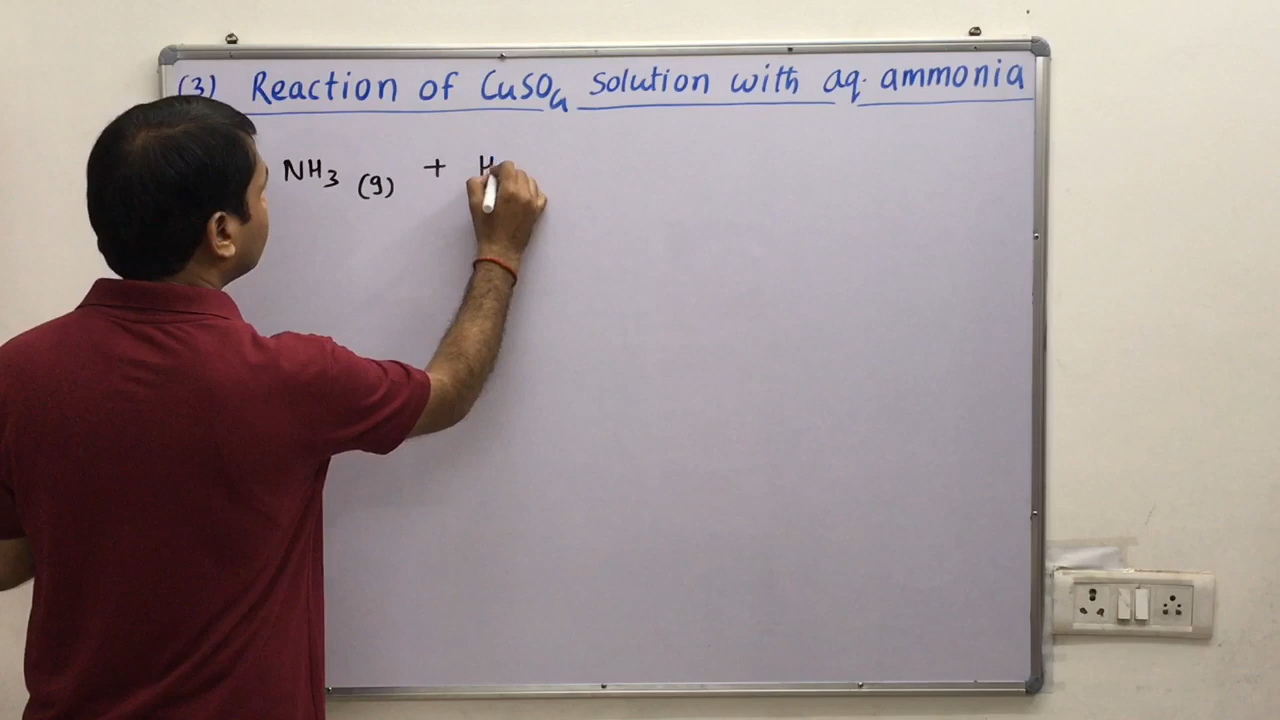 (3) Reaction of CuSO4 solution with aq. ammonia
NH3 (g) + H